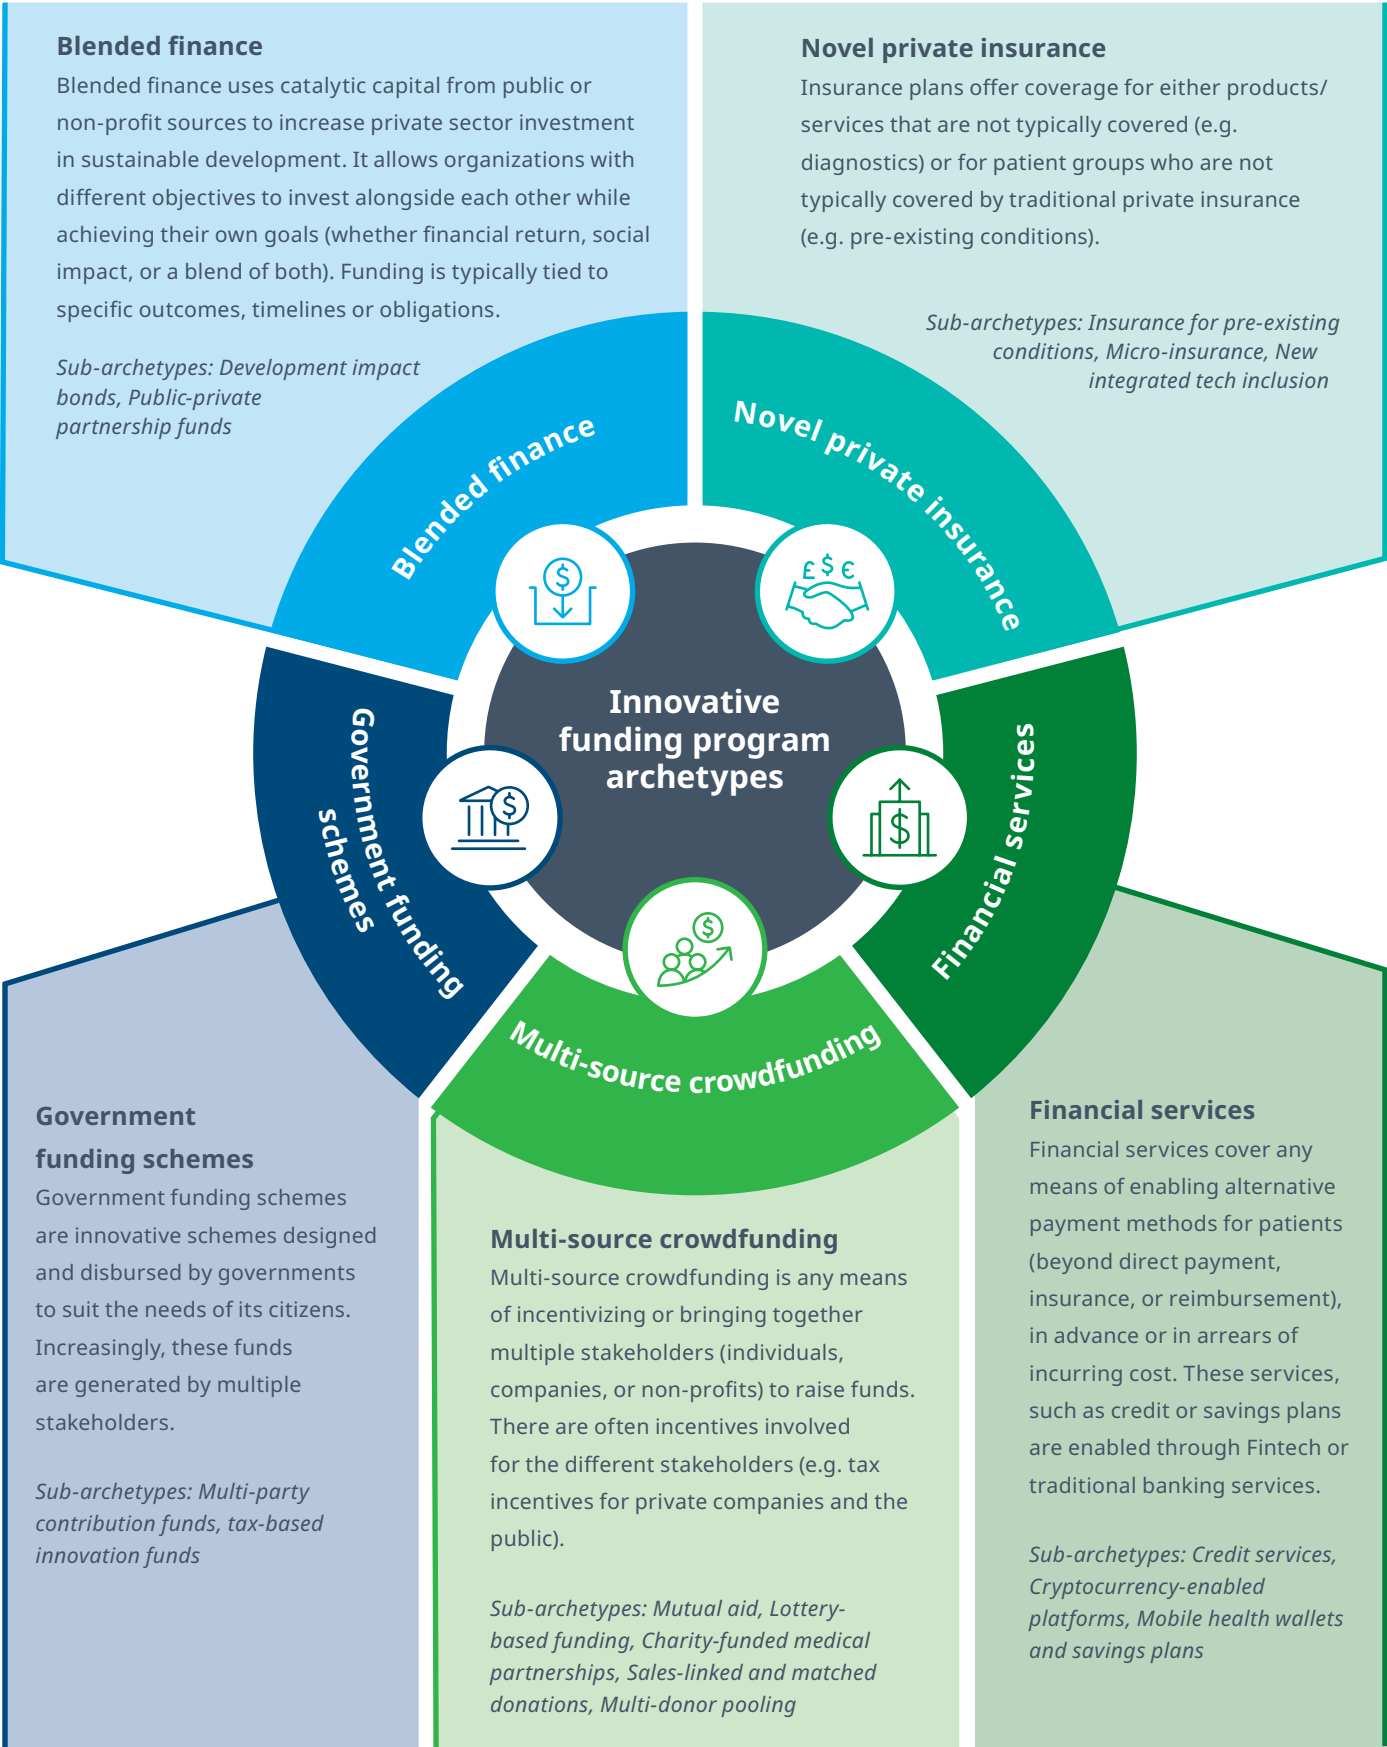 Blended finance
Blended finance uses catalytic capital from public or
non-profit sources to increase private sector investment
in sustainable development. It allows organizations with
different objectives to invest alongside each other while
achieving their own goals (whether financial return, social
impact, or a blend of both). Funding is typically tied to
specific outcomes, timelines or obligations.
Sub-archetypes: Development impact
bonds, Public-private
partnership funds
Novel private insurance
Insurance plans offer coverage for either products/
services that are not typically covered (e.g.
diagnostics) or for patient groups who are not
typically covered by traditional private insurance
(e.g. pre-existing conditions).
Sub-archetypes: Insurance for pre-existing
conditions, Micro-insurance, New
integrated tech inclusion
Blended finance
Novel private insurance
$
£ $ €
Innovative
funding program
archetypes
Government funding
schemes
$
$
Financial services
$
Multi-source crowdfunding
Government
funding schemes
Government funding schemes
are innovative schemes designed
and disbursed by governments
to suit the needs of its citizens.
Increasingly, these funds
are generated by multiple
stakeholders.
Sub-archetypes: Multi-party
contribution funds, tax-based
innovation funds
Multi-source crowdfunding
Multi-source crowdfunding is any means
of incentivizing or bringing together
multiple stakeholders (individuals,
companies, or non-profits) to raise funds.
There are often incentives involved
for the different stakeholders (e.g. tax
incentives for private companies and the
public).
Sub-archetypes: Mutual aid, Lottery-
based funding, Charity-funded medical
partnerships, Sales-linked and matched
donations, Multi-donor pooling
Financial services
Financial services cover any
means of enabling alternative
payment methods for patients
(beyond direct payment,
insurance, or reimbursement),
in advance or in arrears of
incurring cost. These services,
such as credit or savings plans
are enabled through Fintech or
traditional banking services.
Sub-archetypes: Credit services,
Cryptocurrency-enabled
platforms, Mobile health wallets
and savings plans